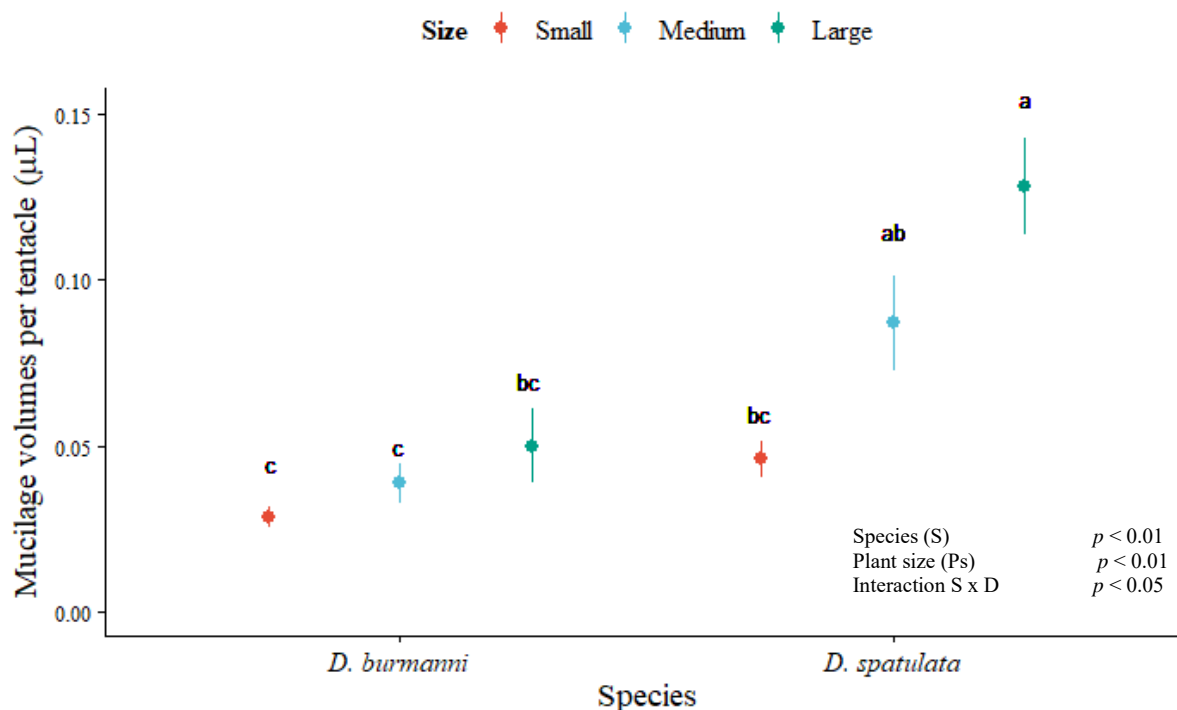 Size Small Medium Large
a
0.15
ab
0.10
bc
bc
c
c
0.05
Species (S) p < 0.01
Plant size (Ps) p < 0.01
Interaction S x D p < 0.05
0.00
Mucilage volumes per tentacle (µL)
D. burmanni D. spatulata
Species